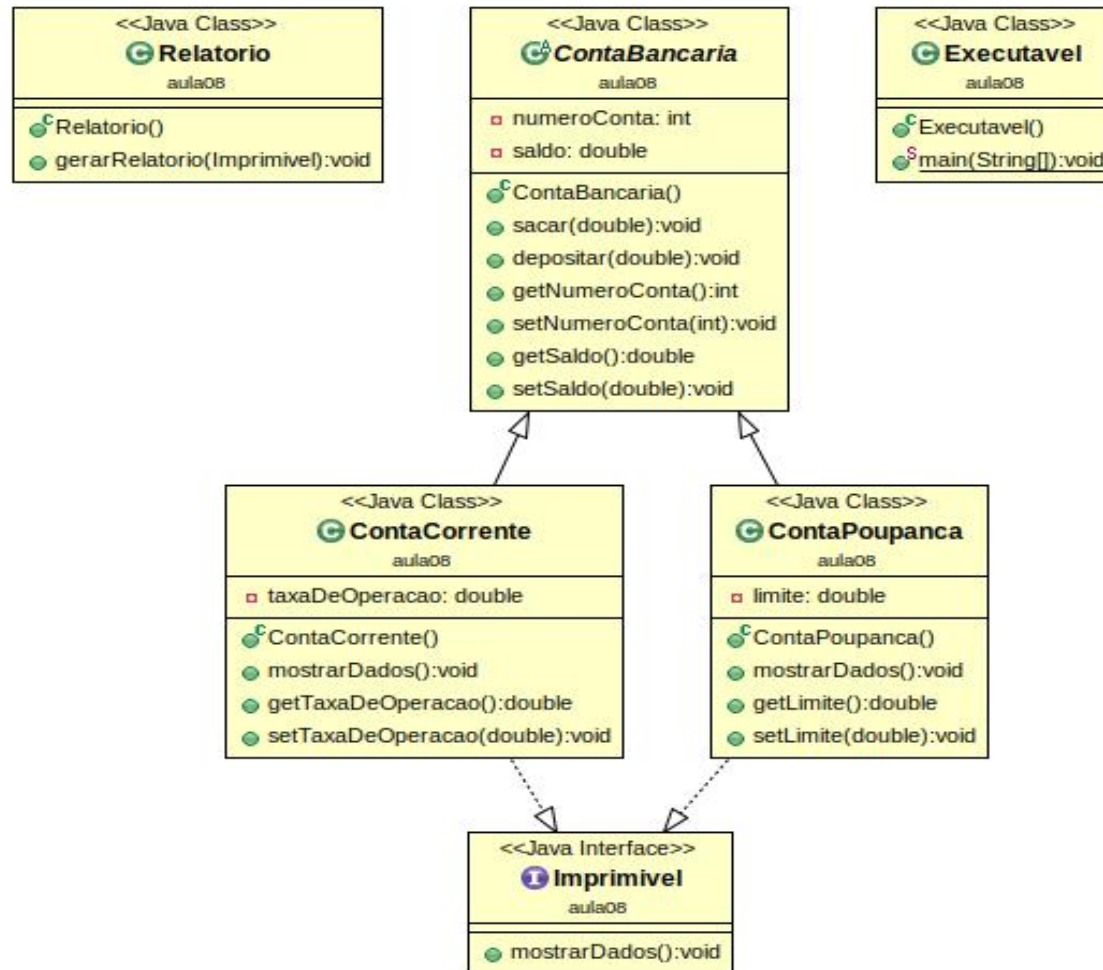 <<Java Class>>
Relatorio
aula08
Relatorio()
gerarRelatorio(Imprimivel):void
<<Java Class>>
ContaBancaria
aula08
numeroConta: int
saldo: double
ContaBancaria()
sacar(double):void
depositar(double):void
getNumeroConta():int
setNumeroConta(int):void
getSaldo():double
setSaldo(double):void
<<Java Class>>
Executavel
aula08
Executavel()
main(String[]):void
<<Java Class>>
ContaCorrente
aula08
taxaDeOperacao: double
ContaCorrente()
mostrarDados():void
getTaxaDeOperacao():double
setTaxaDeOperacao(double):void
<<Java Class>>
ContaPoupanca
aula08
limite: double
ContaPoupanca()
mostrarDados():void
getLimite():double
setLimite(double):void
<<Java Interface>>
Imprimivel
aula08
mostrarDados():void